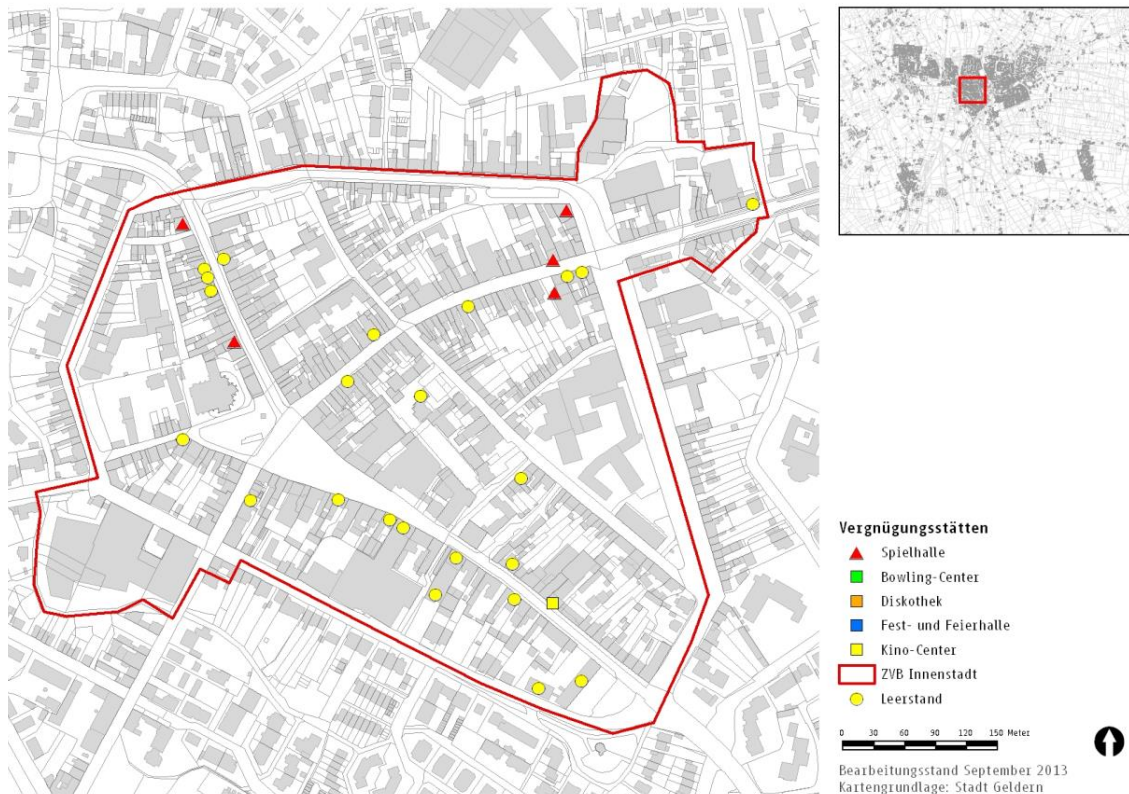 Vergnügungsstätten
Spielhalle
Bowling-Center
Diskothek
Fest- und Feierhalle
Kino-Center
ZVB Innenstadt
Leerstand
0 30 60 90 120 150 Meter
Bearbeitungsstand September 2013
Kartengrundlage: Stadt Geldern